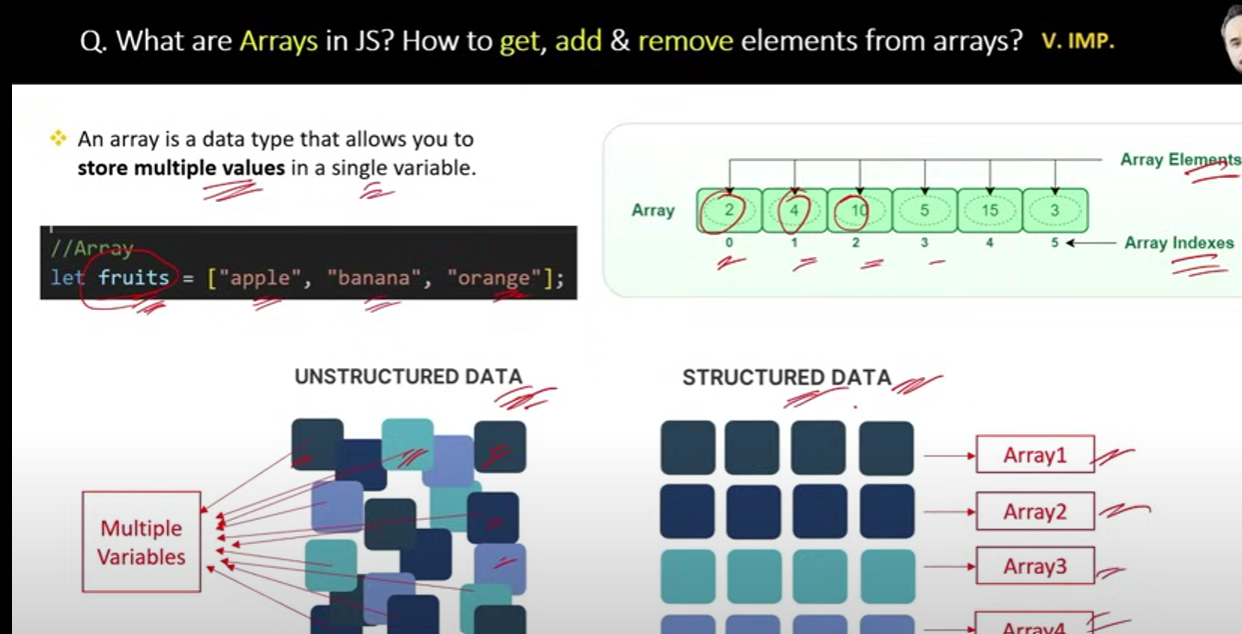 Q. What are Arrays in JS? How to get, add & remove elements from arrays? V. IMP.
An array is a data type that allows you to
store multiple values in a single variable.
//Array
let fruits = ["apple", "banana", "orange"];
Array Elements
Array
2 4 10 5 15 3
0 1 2 3 4 5
Array Indexes
UNSTRUCTURED DATA
Multiple
Variables
STRUCTURED DATA
Array1
Array2
Array3
Array4